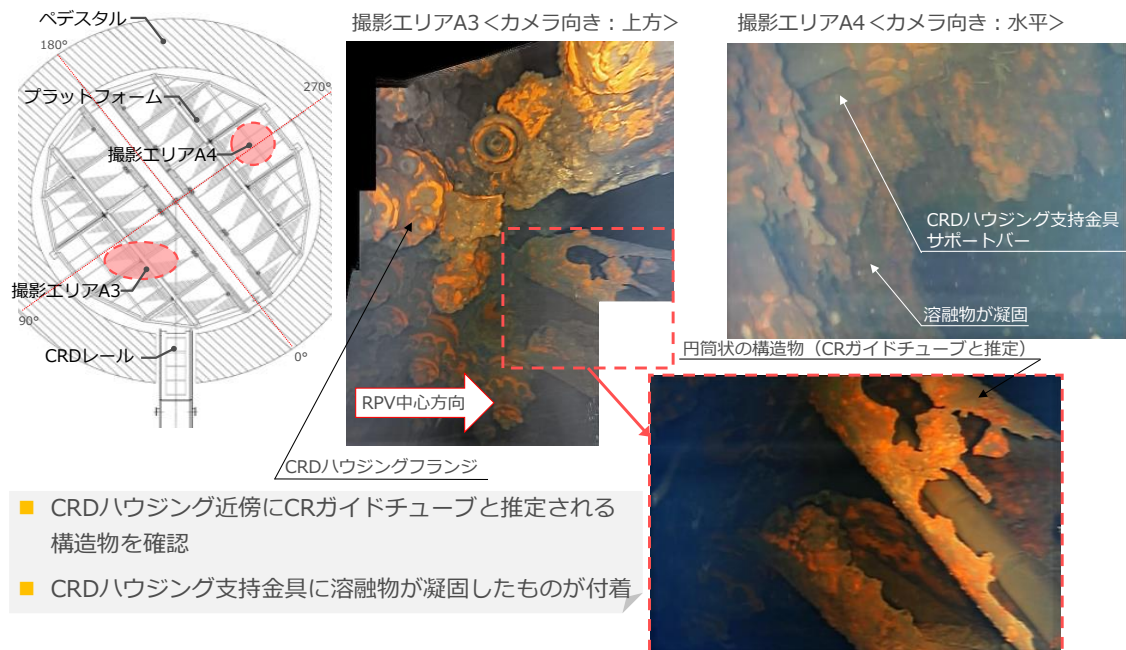 ペデスタル
180°
270°
プラットフォーム
撮影エリアA4
撮影エリアA3
90°
0°
CRDレール
撮影エリアA3＜カメラ向き：上方＞
RPV中心方向
CRDハウジングフランジ
撮影エリアA4＜カメラ向き：水平＞
CRDハウジング支持金具
サポートバー
溶融物が凝固
円筒状の構造物（CRガイドチューブと推定）
■ CRDハウジング近傍にCRガイドチューブと推定される
構造物を確認
■ CRDハウジング支持金具に溶融物が凝固したものが付着